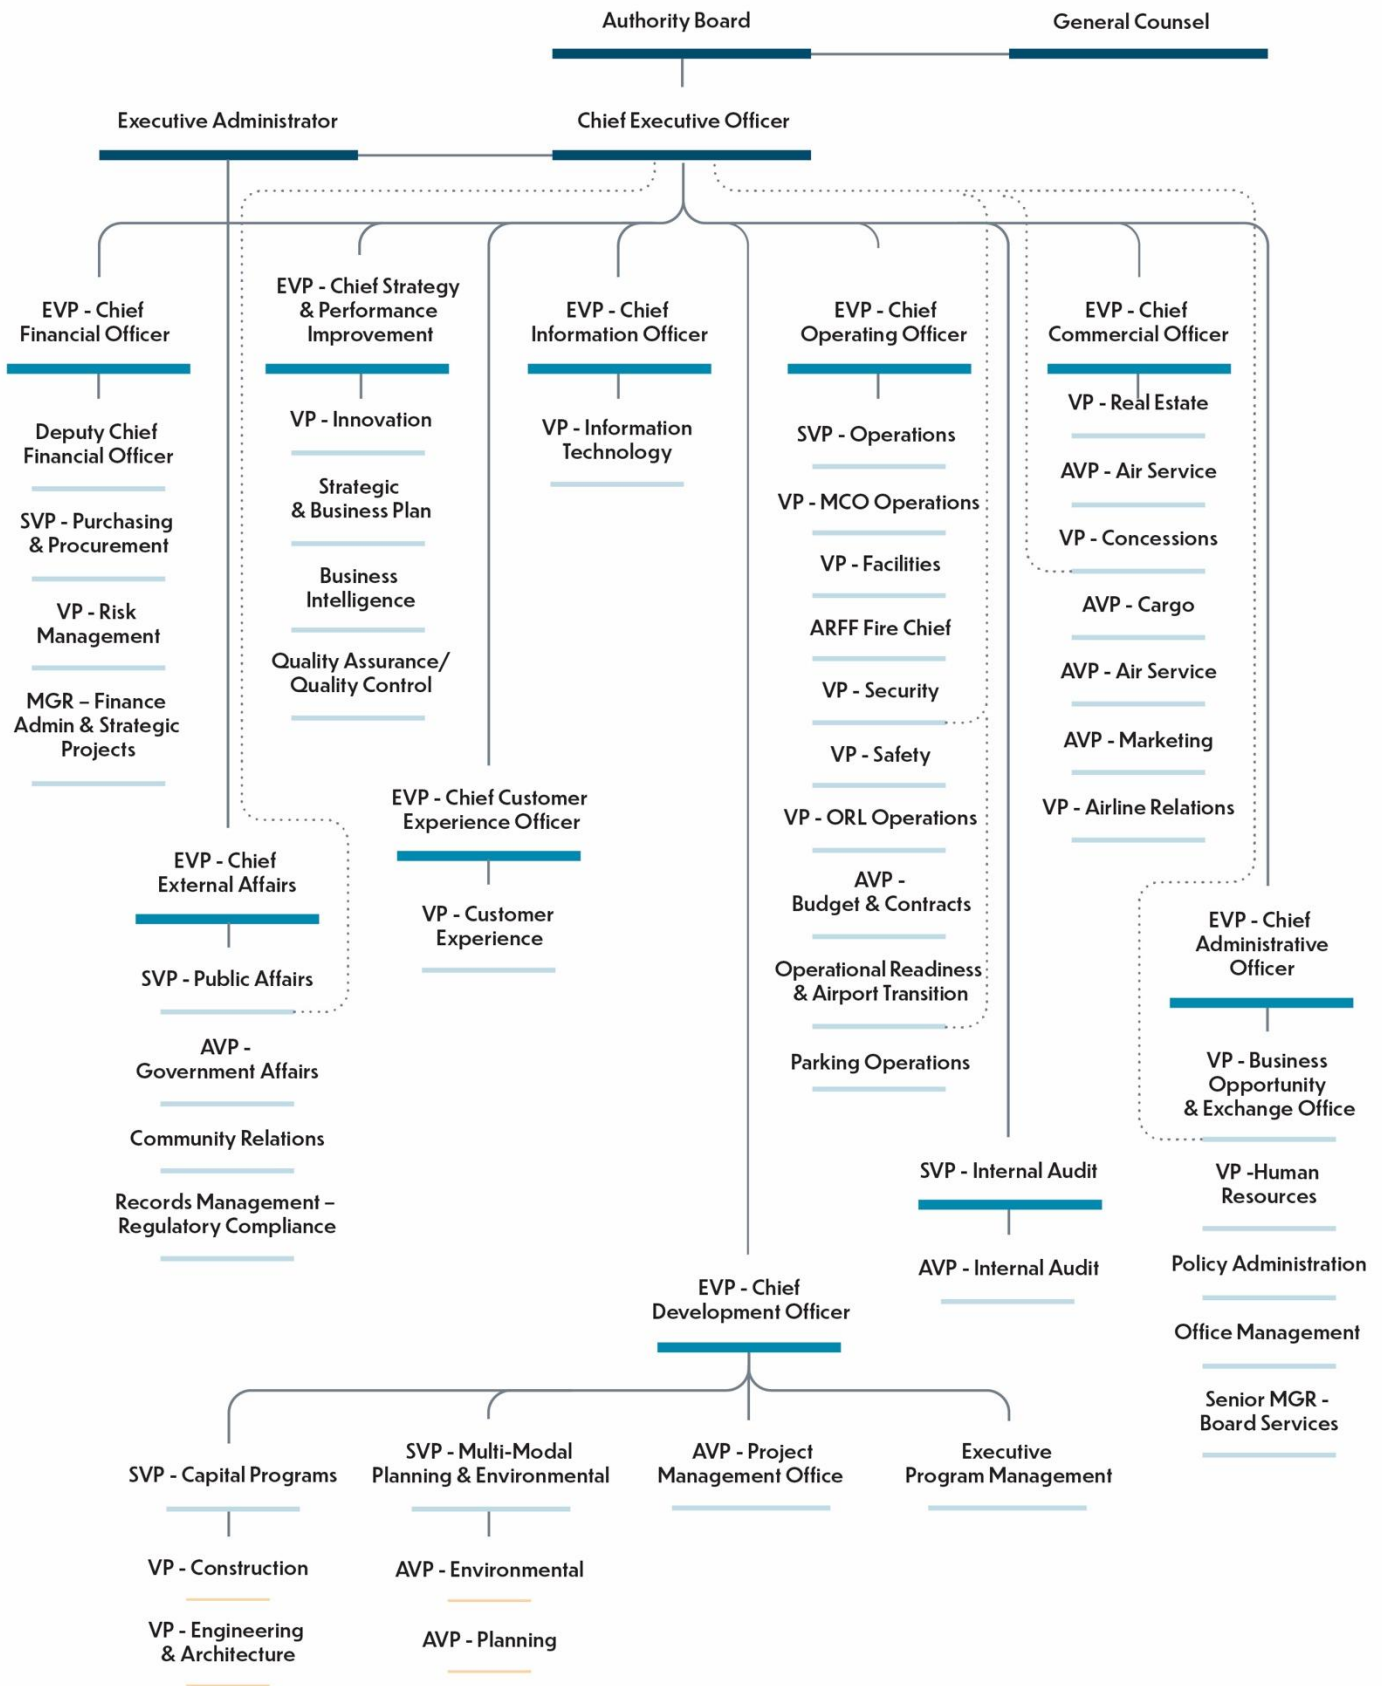 Authority Board
General Counsel
Executive Administrator
Chief Executive Officer
EVP - Chief
Financial Officer
Deputy Chief
Financial Officer
SVP - Purchasing
& Procurement
VP - Risk
Management
MGR – Finance
Admin & Strategic
Projects
EVP - Chief Strategy
& Performance
Improvement
VP - Innovation
Strategic
& Business Plan
Business
Intelligence
Quality Assurance/
Quality Control
EVP - Chief
Information Officer
VP - Information
Technology
EVP - Chief
Operating Officer
SVP - Operations
VP - MCO Operations
VP - Facilities
ARFF Fire Chief
VP - Security
VP - Safety
VP - ORL Operations
AVP -
Budget & Contracts
Operational Readiness
& Airport Transition
Parking Operations
EVP - Chief
Commercial Officer
VP - Real Estate
AVP - Air Service
VP - Concessions
AVP - Cargo
AVP - Air Service
AVP - Marketing
VP - Airline Relations
EVP - Chief
External Affairs
SVP - Public Affairs
AVP -
Government Affairs
Community Relations
Records Management –
Regulatory Compliance
EVP - Chief Customer
Experience Officer
VP - Customer
Experience
EVP - Chief
Administrative
Officer
VP - Business
Opportunity
& Exchange Office
VP -Human
Resources
Policy Administration
Office Management
Senior MGR -
Board Services
SVP - Internal Audit
AVP - Internal Audit
EVP - Chief
Development Officer
SVP - Capital Programs
VP - Construction
VP - Engineering
& Architecture
SVP - Multi-Modal
Planning & Environmental
AVP - Environmental
AVP - Planning
AVP - Project
Management Office
Executive
Program Management